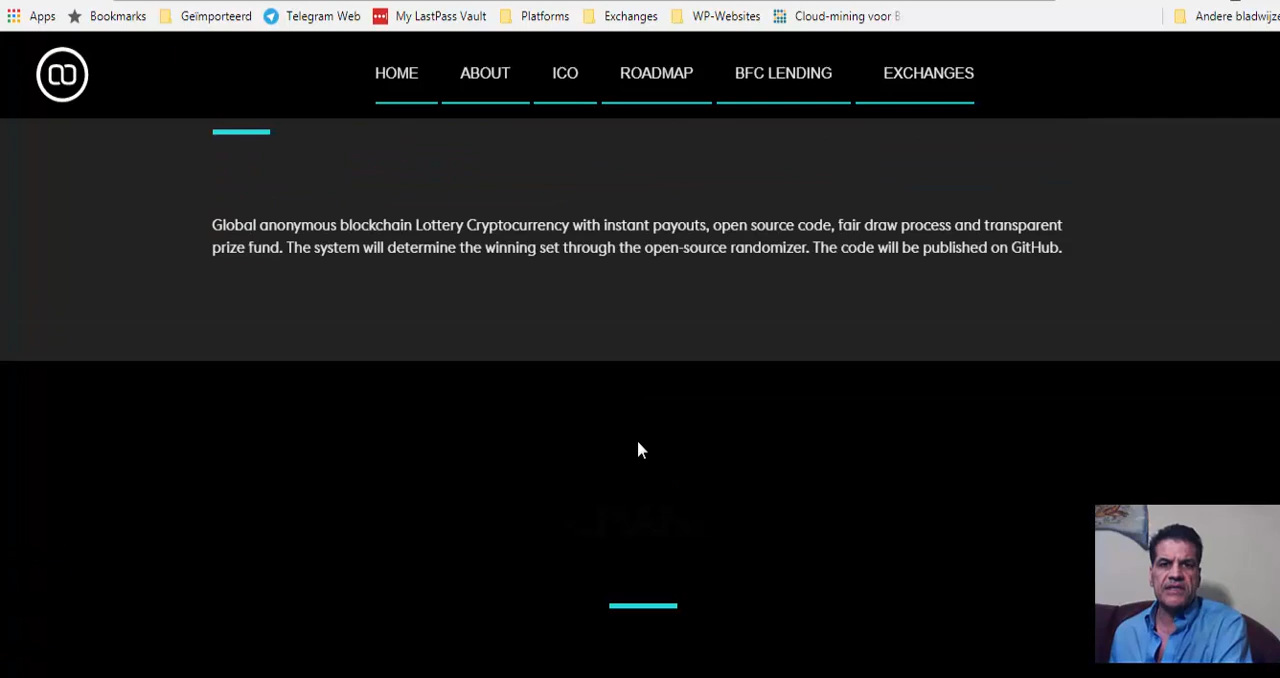 Apps Bookmarks Geïmporteerd Telegram Web My LastPass Vault Platforms Exchanges WP-Websites Cloud-mining voor B Andere bladwijze
HOME ABOUT ICO ROADMAP BFC LENDING EXCHANGES
Global anonymous blockchain Lottery Cryptocurrency with instant payouts, open source code, fair draw process and transparent
prize fund. The system will determine the winning set through the open-source randomizer. The code will be published on GitHub.